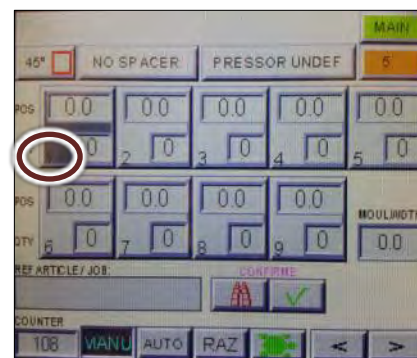 MAIN
45° NO SPACER PRESSOR UNDEF 5
POS 0.0 0.0 0.0 0.0 0.0
0 2 0 3 0 4 0 5 0
POS 0.0 0.0 0.0 0.0 MOUL/WDTH
QTY 6 0 7 0 8 0 9 0 0.0
REF ARTICLE / JOB: CONFIRME
COUNTER
108 MANU AUTO RAZ < >